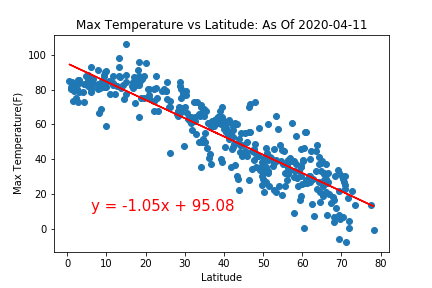 Max Temperature vs Latitude: As Of 2020-04-11
Max Temperature(F)
100
80
60
40
20
0
y = -1.05x + 95.08
0 10 20 30 40 50 60 70 80
Latitude